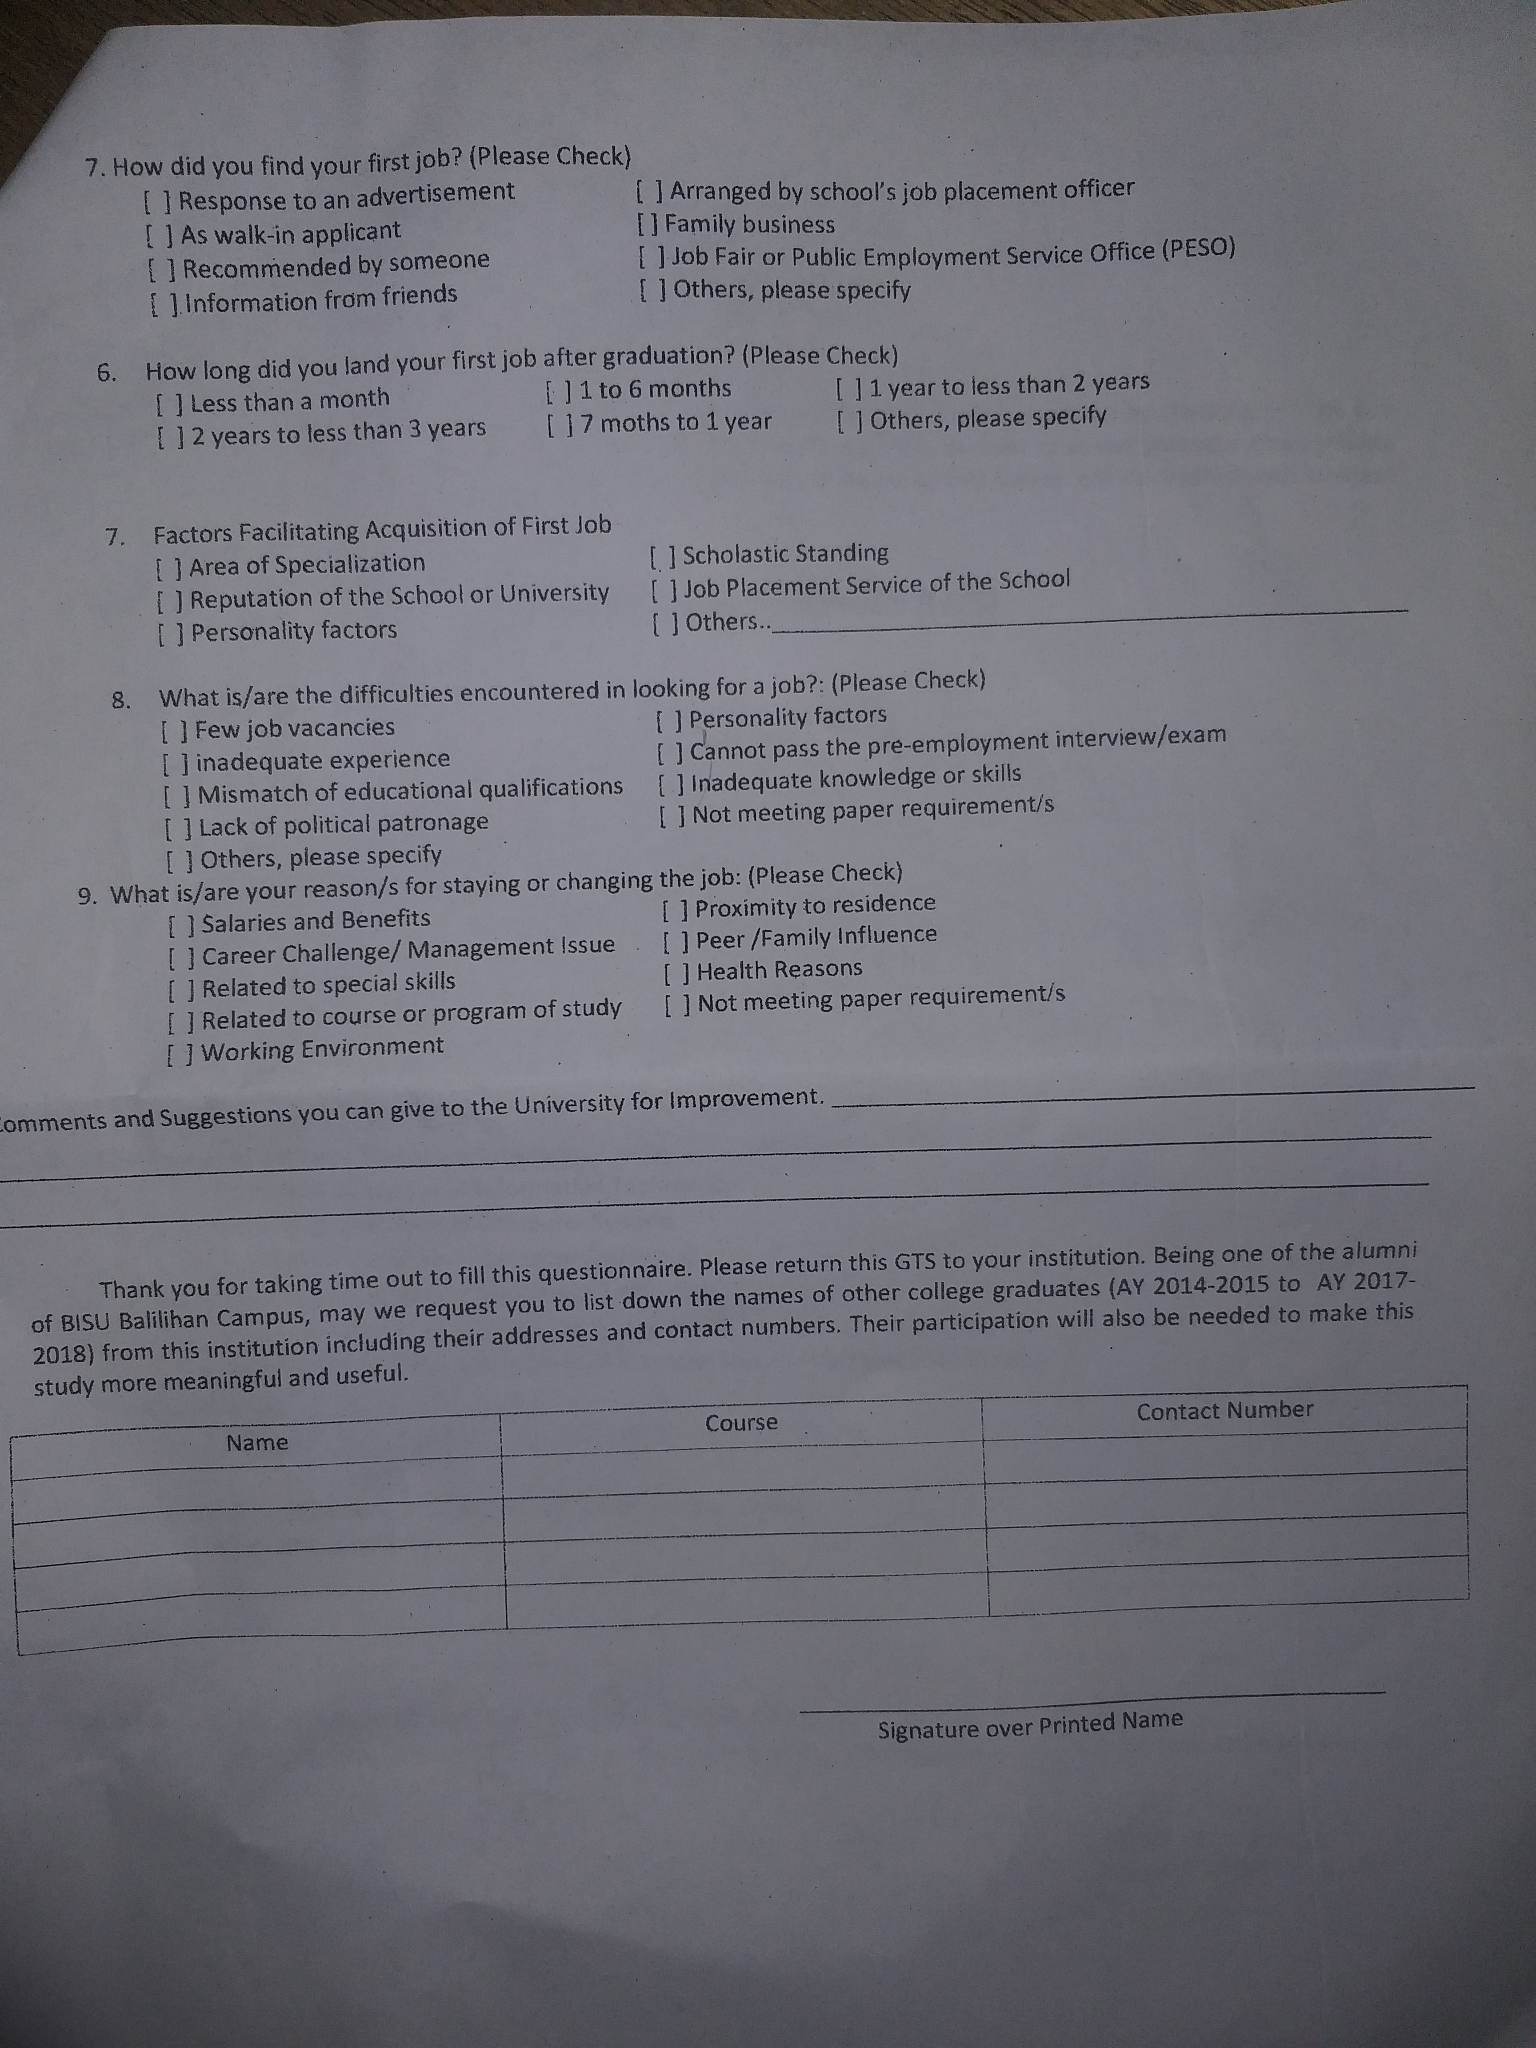 7. How did you find your first job? (Please Check)
[ ] Response to an advertisement [ ] Arranged by school's job placement officer
[ ] As walk-in applicant [ ] Family business
[ ] Recommended by someone [ ] Job Fair or Public Employment Service Office (PESO)
[ ] Information from friends [ ] Others, please specify
6. How long did you land your first job after graduation? (Please Check)
[ ] Less than a month [ ] 1 to 6 months [ ] 1 year to less than 2 years
[ ] 2 years to less than 3 years [ ] 7 moths to 1 year [ ] Others, please specify
7. Factors Facilitating Acquisition of First Job
[ ] Area of Specialization [ ] Scholastic Standing
[ ] Reputation of the School or University [ ] Job Placement Service of the School
[ ] Personality factors [ ] Others..
8. What is/are the difficulties encountered in looking for a job?: (Please Check)
[ ] Few job vacancies [ ] Personality factors
[ ] inadequate experience [ ] Cannot pass the pre-employment interview/exam
[ ] Mismatch of educational qualifications [ ] Inadequate knowledge or skills
[ ] Lack of political patronage [ ] Not meeting paper requirement/s
[ ] Others, please specify
9. What is/are your reason/s for staying or changing the job: (Please Check)
[ ] Salaries and Benefits [ ] Proximity to residence
[ ] Career Challenge/ Management Issue [ ] Peer /Family Influence
[ ] Related to special skills [ ] Health Reasons
[ ] Related to course or program of study [ ] Not meeting paper requirement/s
[ ] Working Environment
Comments and Suggestions you can give to the University for Improvement.
Thank you for taking time out to fill this questionnaire. Please return this GTS to your institution. Being one of the alumni
of BISU Balilihan Campus, may we request you to list down the names of other college graduates (AY 2014-2015 to AY 2017-
2018) from this institution including their addresses and contact numbers. Their participation will also be needed to make this
study more meaningful and useful.
Name Course Contact Number
Signature over Printed Name